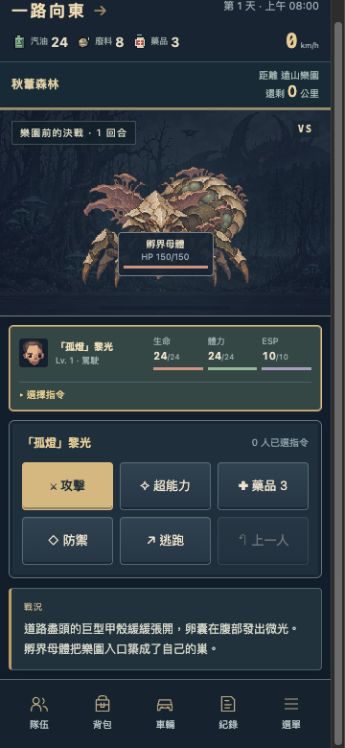 一路向東 →
第 1 天 · 上午 08:00
汽油 24 廢料 8 藥品 3
0 km/h
秋葦森林
距離 遠山樂園
還剩 0 公里
樂園前的決戰 · 1 回合
VS
孵界母體
HP 150/150
「孤燈」黎光
Lv. 1 · 駕駛
生命 體力 ESP
24/24 24/24 10/10
▸ 選擇指令
「孤燈」黎光
0 人已選指令
攻擊 超能力 藥品 3
防禦 逃跑 上一人
戰況
道路盡頭的巨型甲殼緩緩張開，卵囊在腹部發出微光。
孵界母體把樂園入口築成了自己的巢。
隊伍 背包 車輛 紀錄 選單